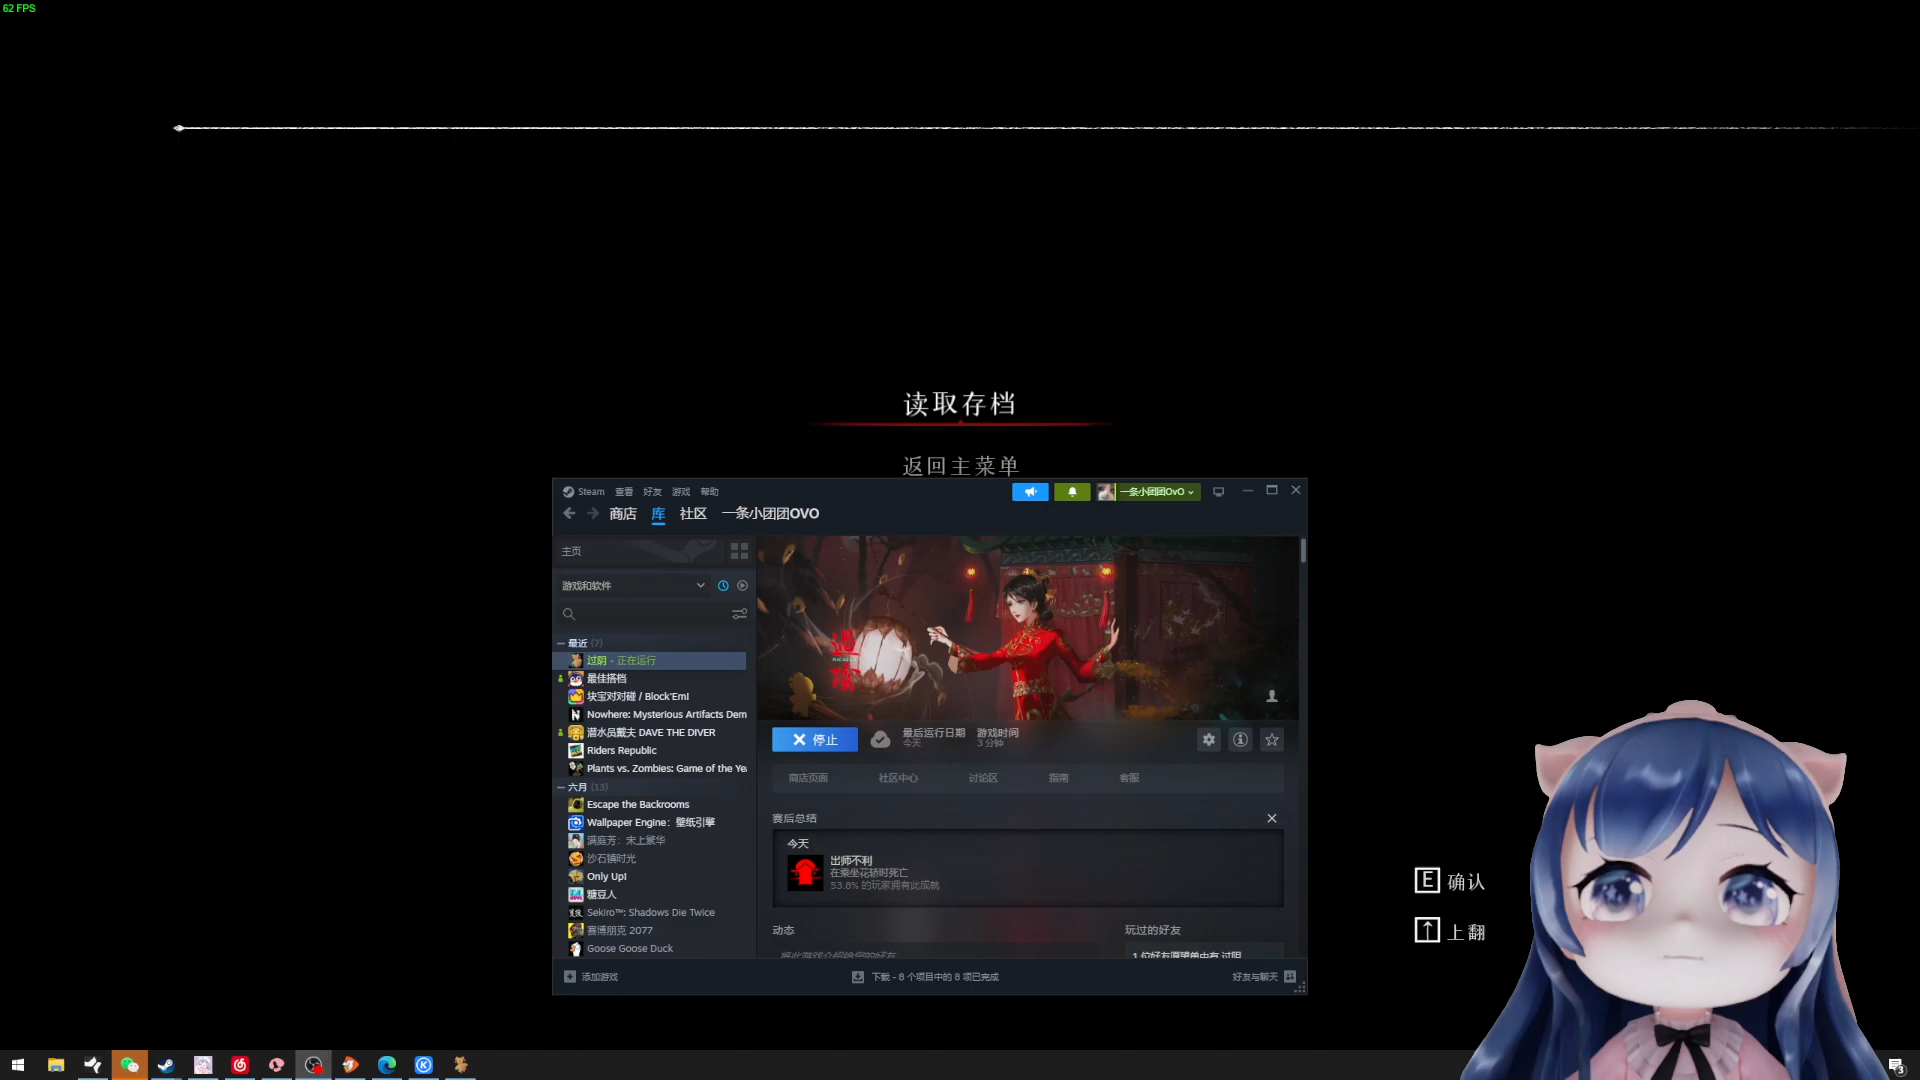 62 FPS
读取存档
返回主菜单
Steam 查看 好友 游戏 帮助
一条小团团OvO
商店 库 社区 一条小团团OVO
主页
游戏和软件
最近 (7)
过阴 - 正在运行
最佳搭档
块宝对对碰 / Block'Em!
Nowhere: Mysterious Artifacts Dem
潜水员戴夫 DAVE THE DIVER
Riders Republic
Plants vs. Zombies: Game of the Ye
六月 (13)
Escape the Backrooms
Wallpaper Engine：壁纸引擎
满庭芳：宋上繁华
沙石镇时光
Only Up!
糖豆人
Sekiro™: Shadows Die Twice
赛博朋克 2077
Goose Goose Duck
停止
最后运行日期
今天
游戏时间
3 分钟
商店页面 社区中心 讨论区 指南 客服
赛后总结
今天
出师不利
在乘坐花轿时死亡
53.8% 的玩家拥有此成就
动态
玩过的好友
添加游戏
下载 - 8 个项目中的 8 项已完成
好友与聊天
E 确认
上翻
3